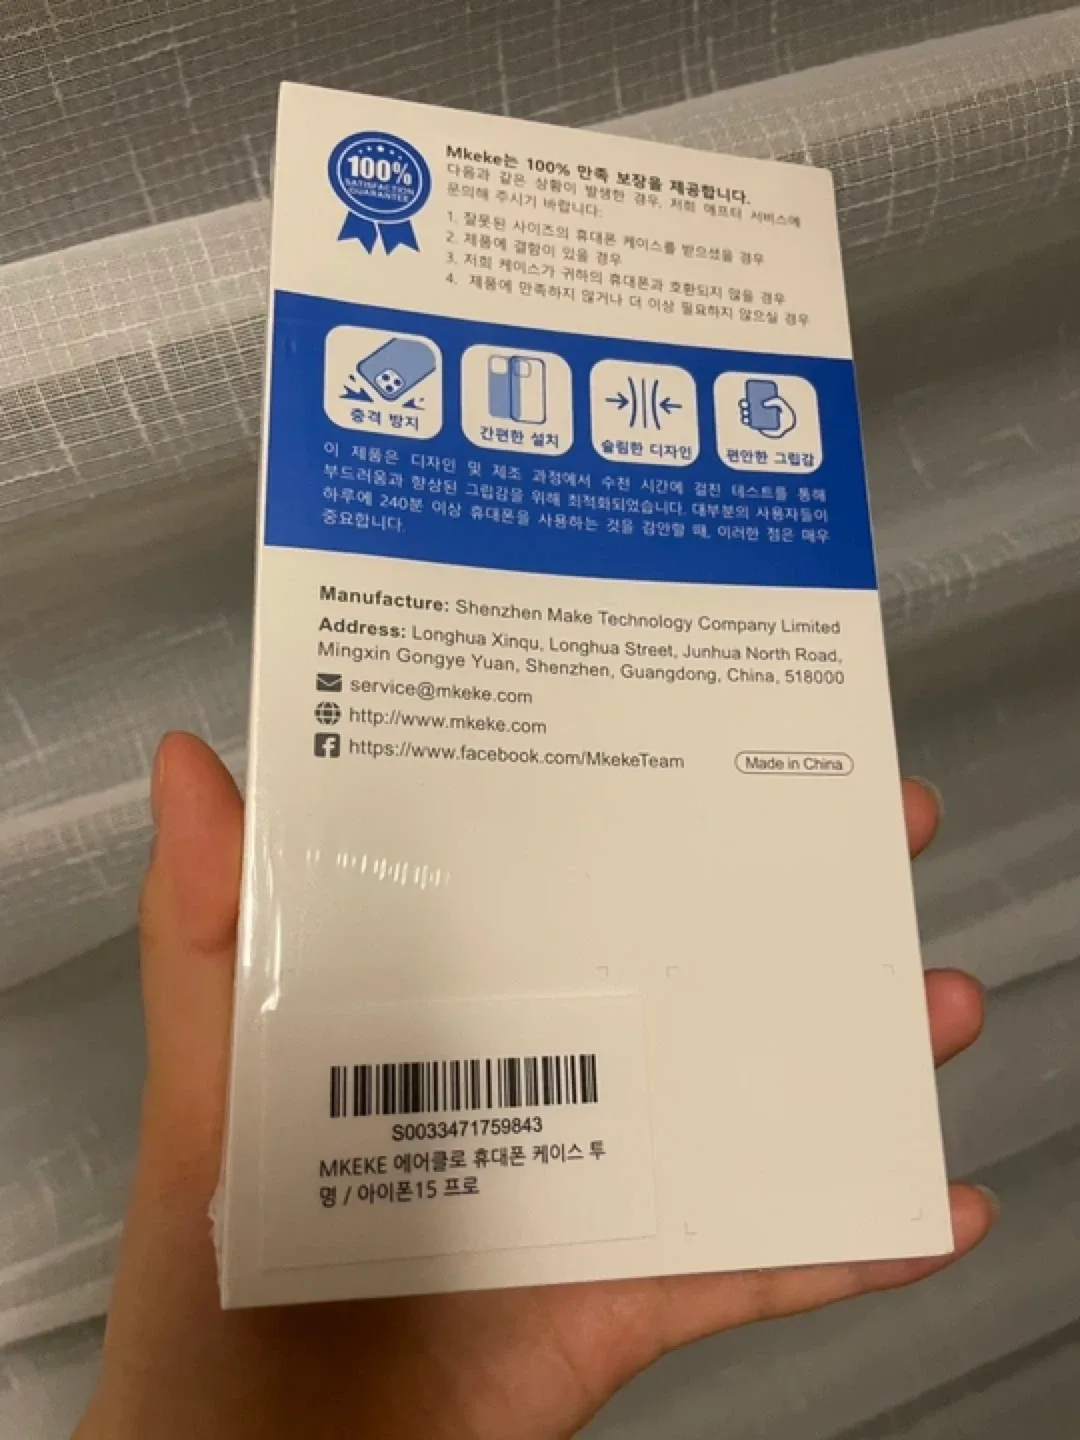 100%
SATISFACTION
GUARANTEE
Mkeke는 100% 만족 보장을 제공합니다.
다음과 같은 상황이 발생한 경우, 저희 애프터 서비스에
문의해 주시기 바랍니다:
1. 잘못된 사이즈의 휴대폰 케이스를 받으셨을 경우
2. 제품에 결함이 있을 경우
3. 저희 케이스가 귀하의 휴대폰과 호환되지 않을 경우
4. 제품에 만족하지 않거나 더 이상 필요하지 않으실 경우
충격 방지
간편한 설치
슬림한 디자인
편안한 그립감
이 제품은 디자인 및 제조 과정에서 수천 시간에 걸친 테스트를 통해
부드러움과 향상된 그립감을 위해 최적화되었습니다. 대부분의 사용자들이
하루에 240분 이상 휴대폰을 사용하는 것을 감안할 때, 이러한 점은 매우
중요합니다.
Manufacture: Shenzhen Make Technology Company Limited
Address: Longhua Xinqu, Longhua Street, Junhua North Road,
Mingxin Gongye Yuan, Shenzhen, Guangdong, China, 518000
service@mkeke.com
http://www.mkeke.com
https://www.facebook.com/MkekeTeam
Made in China
S0033471759843
MKEKE 에어클로 휴대폰 케이스 투
명 / 아이폰15 프로